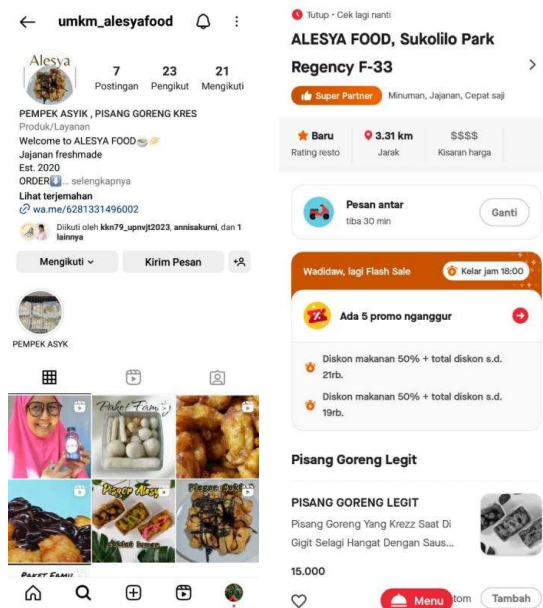 umkm_alesyafood
Alesya
7
23
21
Postingan
Pengikut
Mengikuti
PEMPEK ASYIK , PISANG GORENG KRES
Produk/Layanan
Welcome to ALESYA FOOD
Jajanan freshmade
Est. 2020
ORDER... selengkapnya
Lihat terjemahan
wa.me/6281331496002
Diikuti oleh kkn79_upnvjt2023, annisakurni, dan 1
lainnya
Mengikuti
Kirim Pesan
PEMPEK ASYK
Paket Family
Tutup • Cek lagi nanti
ALESYA FOOD, Sukolilo Park
Regency F-33
Super Partner
Minuman, Jajanan, Cepat saji
Baru
3.31 km
$$$$
Rating resto
Jarak
Kisaran harga
Pesan antar
tiba 30 min
Ganti
Wadidaw, lagi Flash Sale
Kelar jam 18:00
Ada 5 promo nganggur
Diskon makanan 50% + total diskon s.d.
21rb.
Diskon makanan 50% + total diskon s.d.
19rb.
Pisang Goreng Legit
PISANG GORENG LEGIT
Pisang Goreng Yang Krezz Saat Di
Gigit Selagi Hangat Dengan Saus...
15.000
Menu
tom
Tambah